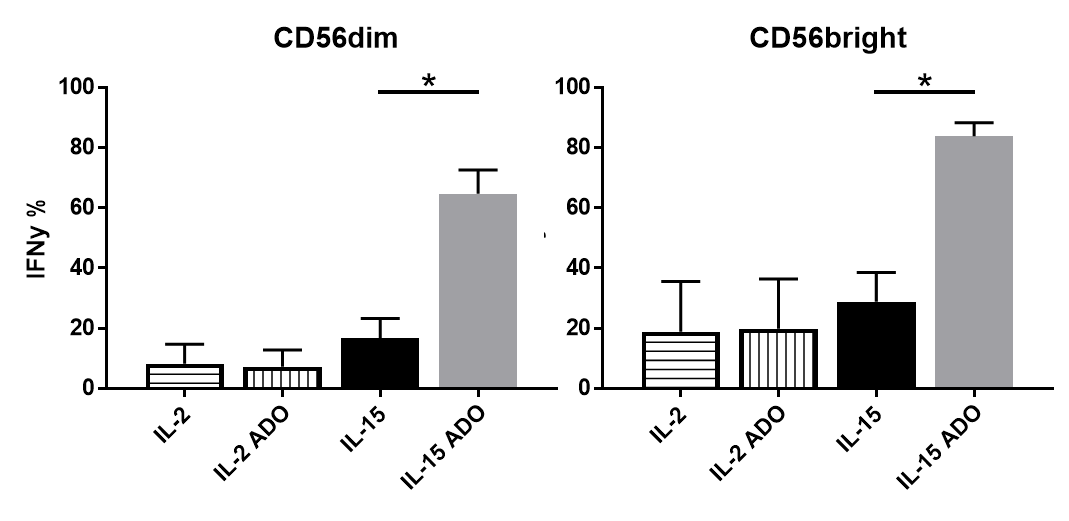 CD56dim
*
IFNy %
100
80
60
40
20
0
IL-2
IL-2 ADO
IL-15
IL-15 ADO
CD56bright
*
100
80
60
40
20
0
IL-2
IL-2 ADO
IL-15
IL-15 ADO